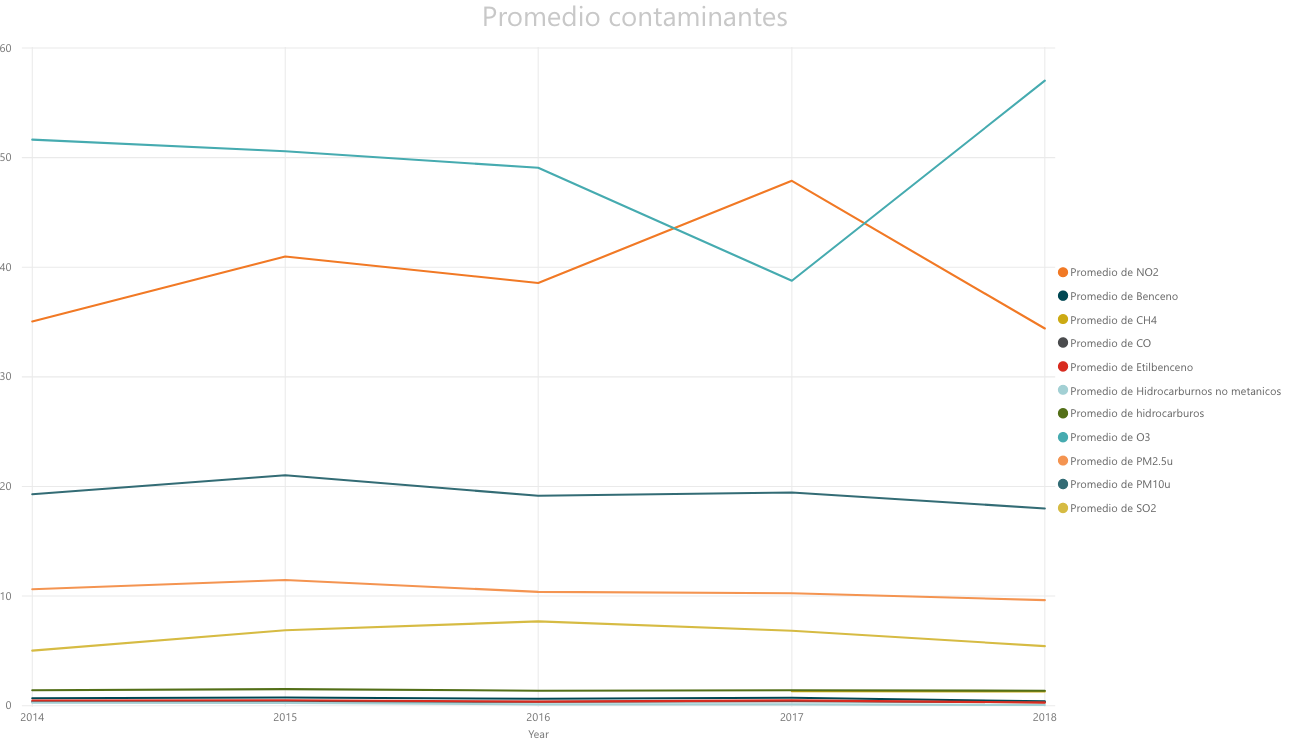 Promedio contaminantes
60
50
40
30
20
10
0
2014 2015 2016 2017 2018
Year
Promedio de NO2
Promedio de Benceno
Promedio de CH4
Promedio de CO
Promedio de Etilbenceno
Promedio de Hidrocarburnos no metanicos
Promedio de hidrocarburos
Promedio de O3
Promedio de PM2.5u
Promedio de PM10u
Promedio de SO2